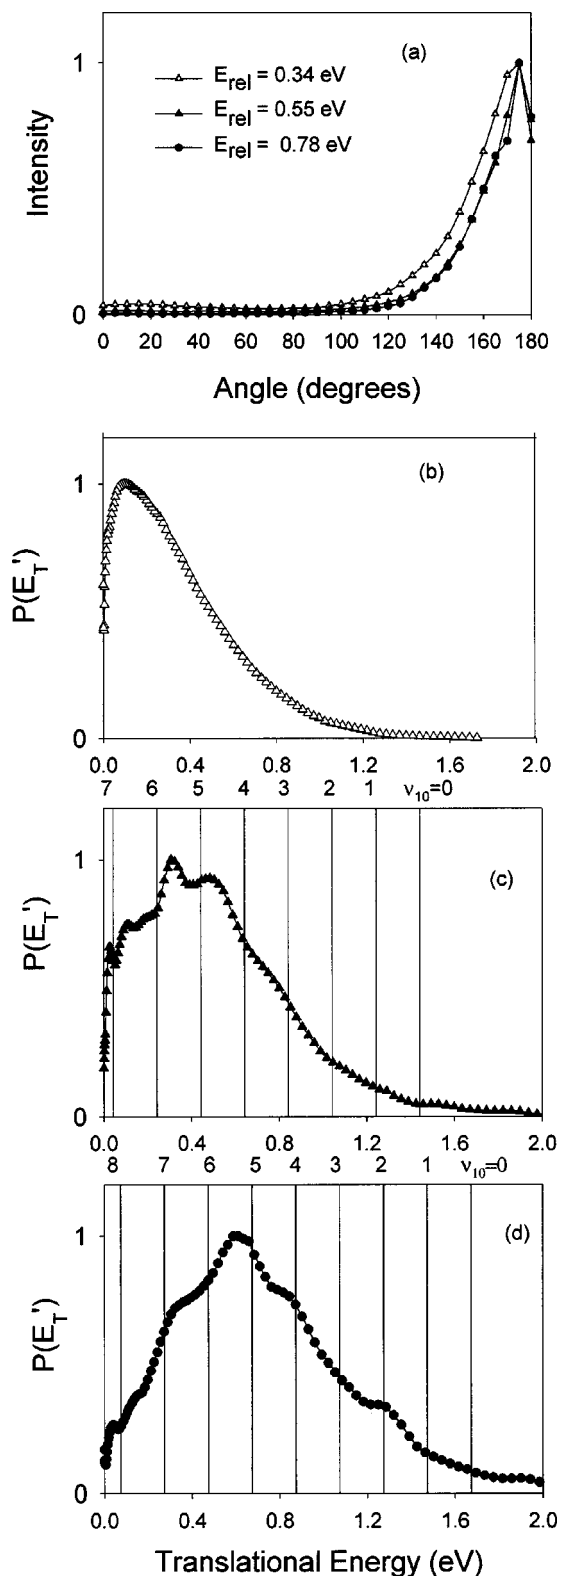 (a)
1
E_rel = 0.34 eV
E_rel = 0.55 eV
E_rel = 0.78 eV
Intensity
0
0 20 40 60 80 100 120 140 160 180
Angle (degrees)
(b)
1
P(E_T')
0
0.0 0.4 0.8 1.2 1.6 2.0
7 6 5 4 3 2 1 ν₁₀=0
(c)
1
P(E_T')
0
0.0 0.4 0.8 1.2 1.6 2.0
8 7 6 5 4 3 2 1 ν₁₀=0
(d)
1
P(E_T')
0
0.0 0.4 0.8 1.2 1.6 2.0
Translational Energy (eV)